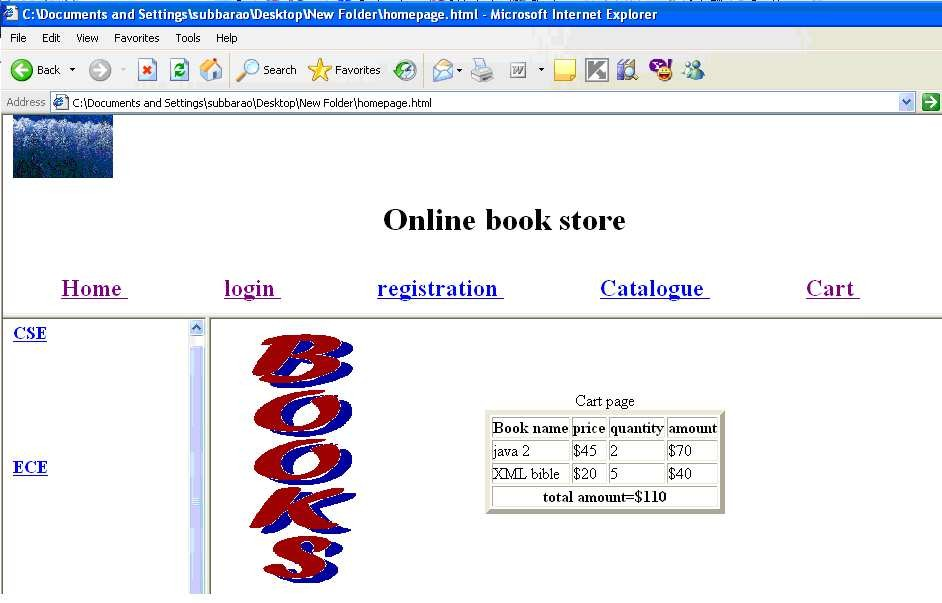 C:\Documents and Settings\subbarao\Desktop\New Folder\homepage.html - Microsoft Internet Explorer
File Edit View Favorites Tools Help
Back Search Favorites
Address C:\Documents and Settings\subbarao\Desktop\New Folder\homepage.html
Online book store
Home login registration Catalogue Cart
CSE
ECE
BOOKS
Cart page
Book name price quantity amount
java 2 $45 2 $70
XML bible $20 5 $40
total amount=$110